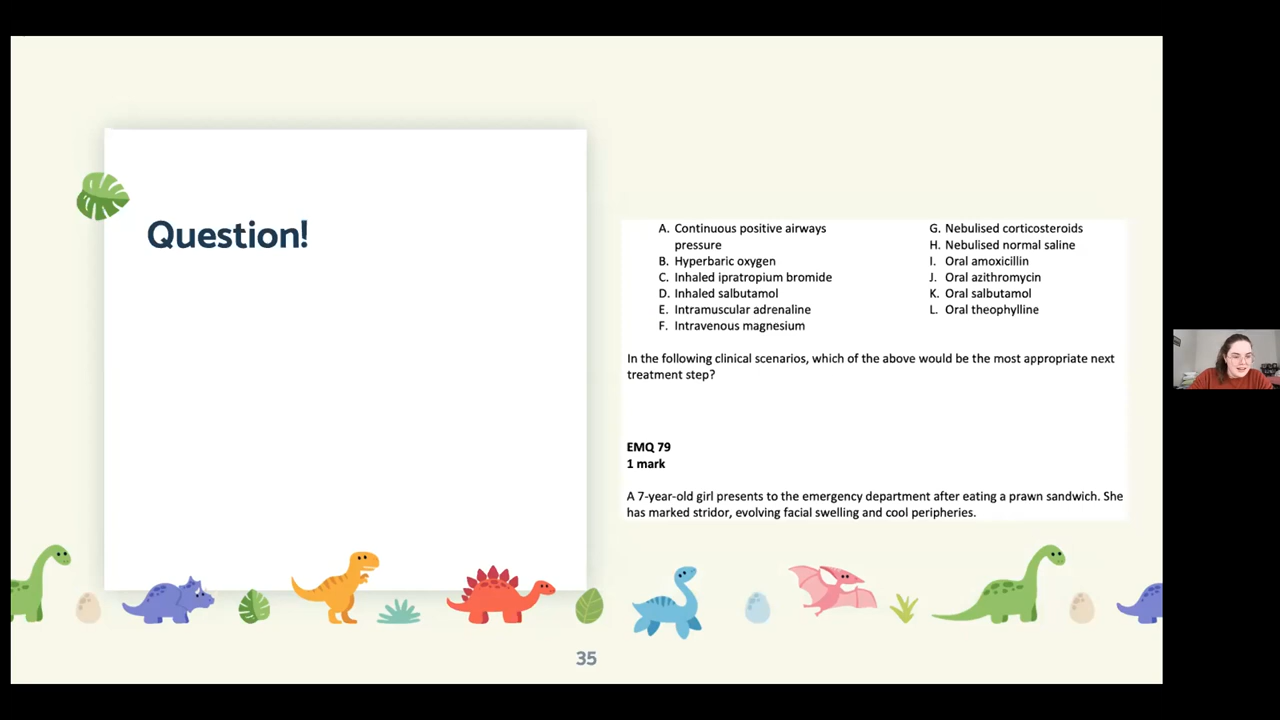 Question!
A. Continuous positive airways
pressure
B. Hyperbaric oxygen
C. Inhaled ipratropium bromide
D. Inhaled salbutamol
E. Intramuscular adrenaline
F. Intravenous magnesium
G. Nebulised corticosteroids
H. Nebulised normal saline
I. Oral amoxicillin
J. Oral azithromycin
K. Oral salbutamol
L. Oral theophylline
In the following clinical scenarios, which of the above would be the most appropriate next
treatment step?
EMQ 79
1 mark
A 7-year-old girl presents to the emergency department after eating a prawn sandwich. She
has marked stridor, evolving facial swelling and cool peripheries.
35